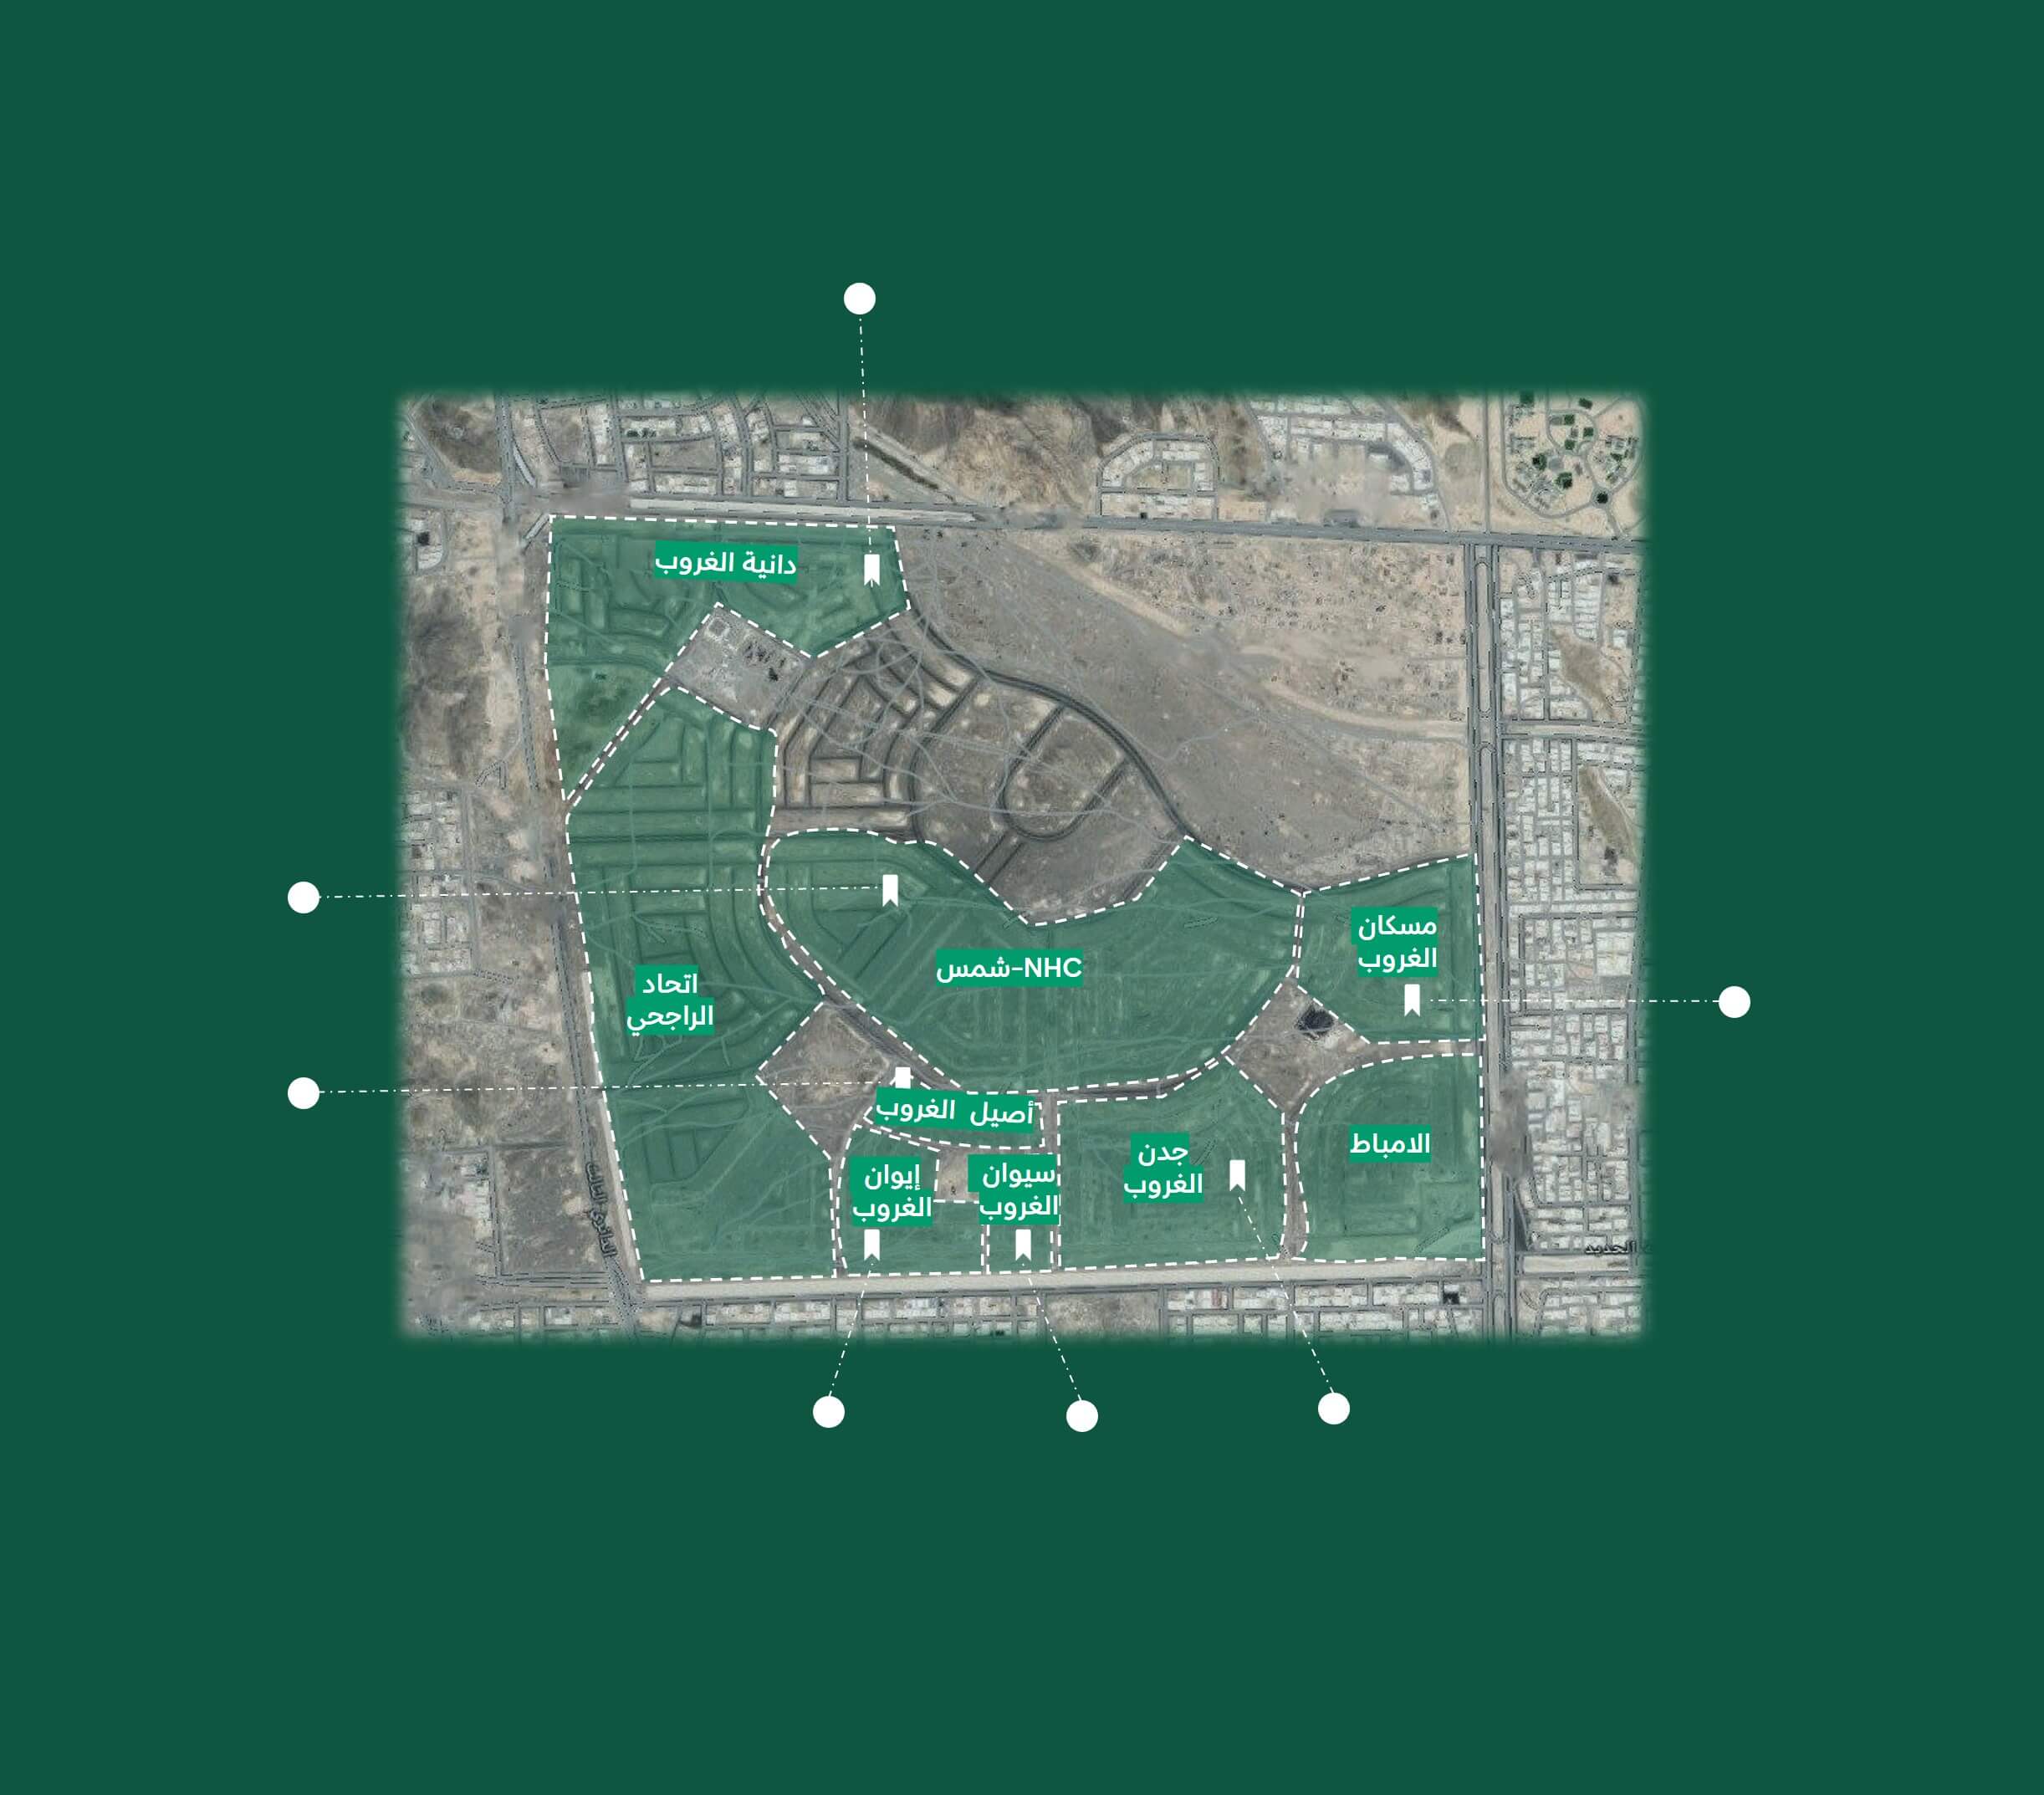 دانية الغروب
مسكان
الغروب
NHC-شمس
اتحاد
الراجحي
أصيل الغروب
الامباط
جدن
الغروب
سيوان
الغروب
إيوان
الغروب